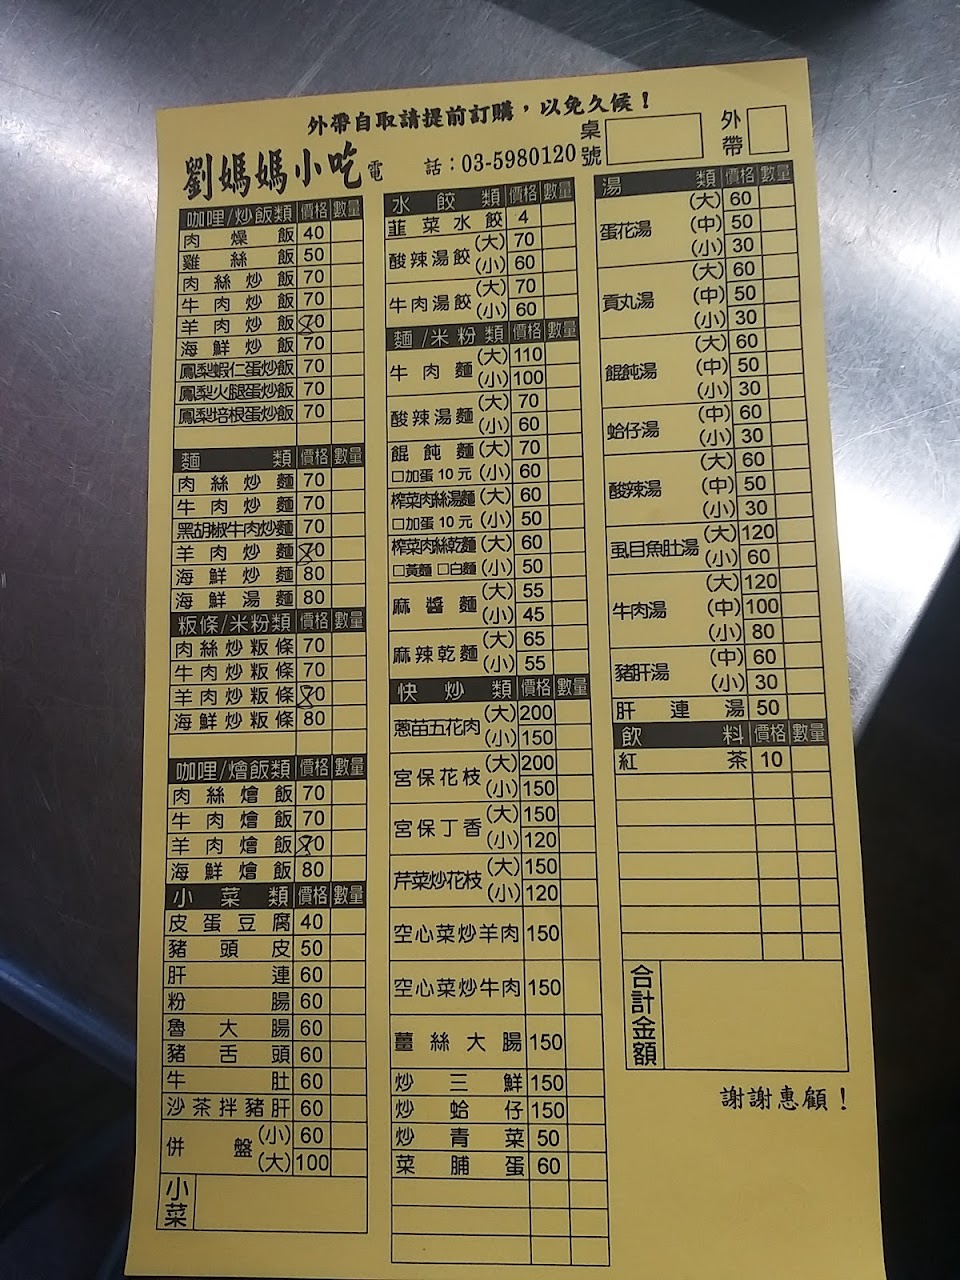 外帶自取請提前訂購，以免久候！
劉媽媽小吃 電 話：03-5980120 桌號 外帶
咖哩/炒飯類 價格 數量
肉燥飯 40
雞絲飯 50
肉絲炒飯 70
牛肉炒飯 70
羊肉炒飯 70
海鮮炒飯 70
鳳梨蝦仁蛋炒飯 70
鳳梨火腿蛋炒飯 70
鳳梨培根蛋炒飯 70
麵類 價格 數量
肉絲炒麵 70
牛肉炒麵 70
黑胡椒牛肉炒麵 70
羊肉炒麵 70
海鮮炒麵 80
海鮮湯麵 80
粄條/米粉類 價格 數量
肉絲炒粄條 70
牛肉炒粄條 70
羊肉炒粄條 70
海鮮炒粄條 80
咖哩/燴飯類 價格 數量
肉絲燴飯 70
牛肉燴飯 70
羊肉燴飯 70
海鮮燴飯 80
小菜類 價格 數量
皮蛋豆腐 40
豬頭皮 50
肝連 60
粉腸 60
魯大腸 60
豬舌頭 60
牛肚 60
沙茶拌豬肝 60
併盤 (小) 60
(大) 100
小菜
水餃類 價格 數量
韮菜水餃 4
酸辣湯餃 (大) 70
(小) 60
牛肉湯餃 (大) 70
(小) 60
麵/米粉類 價格 數量
牛肉麵 (大) 110
(小) 100
酸辣湯麵 (大) 70
(小) 60
餛飩麵 (大) 70
□加蛋10元 (小) 60
榨菜肉絲湯麵 (大) 60
□加蛋10元 (小) 50
榨菜肉絲乾麵 (大) 60
□黃麵 □白麵 (小) 50
麻醬麵 (大) 55
(小) 45
麻辣乾麵 (大) 65
(小) 55
快炒類 價格 數量
蔥苗五花肉 (大) 200
(小) 150
宮保花枝 (大) 200
(小) 150
宮保丁香 (大) 150
(小) 120
芹菜炒花枝 (大) 150
(小) 120
空心菜炒羊肉 150
空心菜炒牛肉 150
薑絲大腸 150
炒三鮮 150
炒蛤仔 150
炒青菜 50
菜脯蛋 60
湯類 價格 數量
蛋花湯 (大) 60
(中) 50
(小) 30
貢丸湯 (大) 60
(中) 50
(小) 30
餛飩湯 (大) 60
(中) 50
(小) 30
蛤仔湯 (中) 60
(小) 30
酸辣湯 (大) 60
(中) 50
(小) 30
虱目魚肚湯 (大) 120
(小) 60
牛肉湯 (大) 120
(中) 100
(小) 80
豬肝湯 (中) 60
(小) 30
肝連湯 50
飲料 價格 數量
紅茶 10
合計金額
謝謝惠顧！